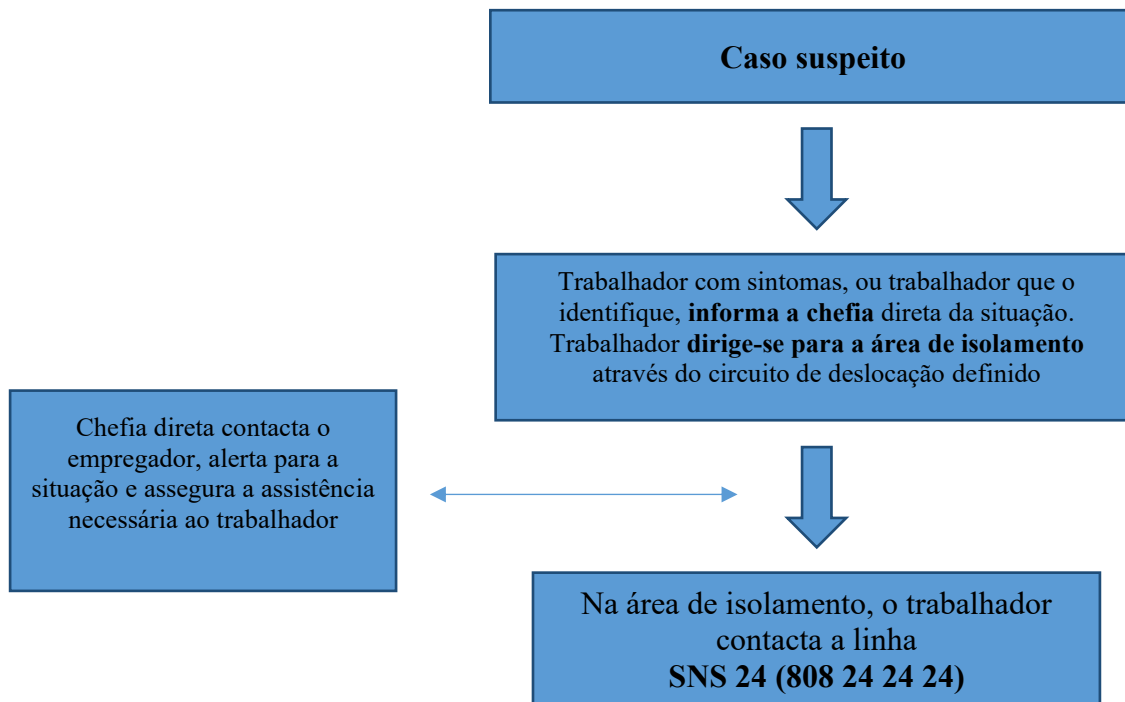 Caso suspeito
Trabalhador com sintomas, ou trabalhador que o
identifique, informa a chefia direta da situação.
Trabalhador dirige-se para a área de isolamento
através do circuito de deslocação definido
Chefia direta contacta o
empregador, alerta para a
situação e assegura a assistência
necessária ao trabalhador
Na área de isolamento, o trabalhador
contacta a linha
SNS 24 (808 24 24 24)